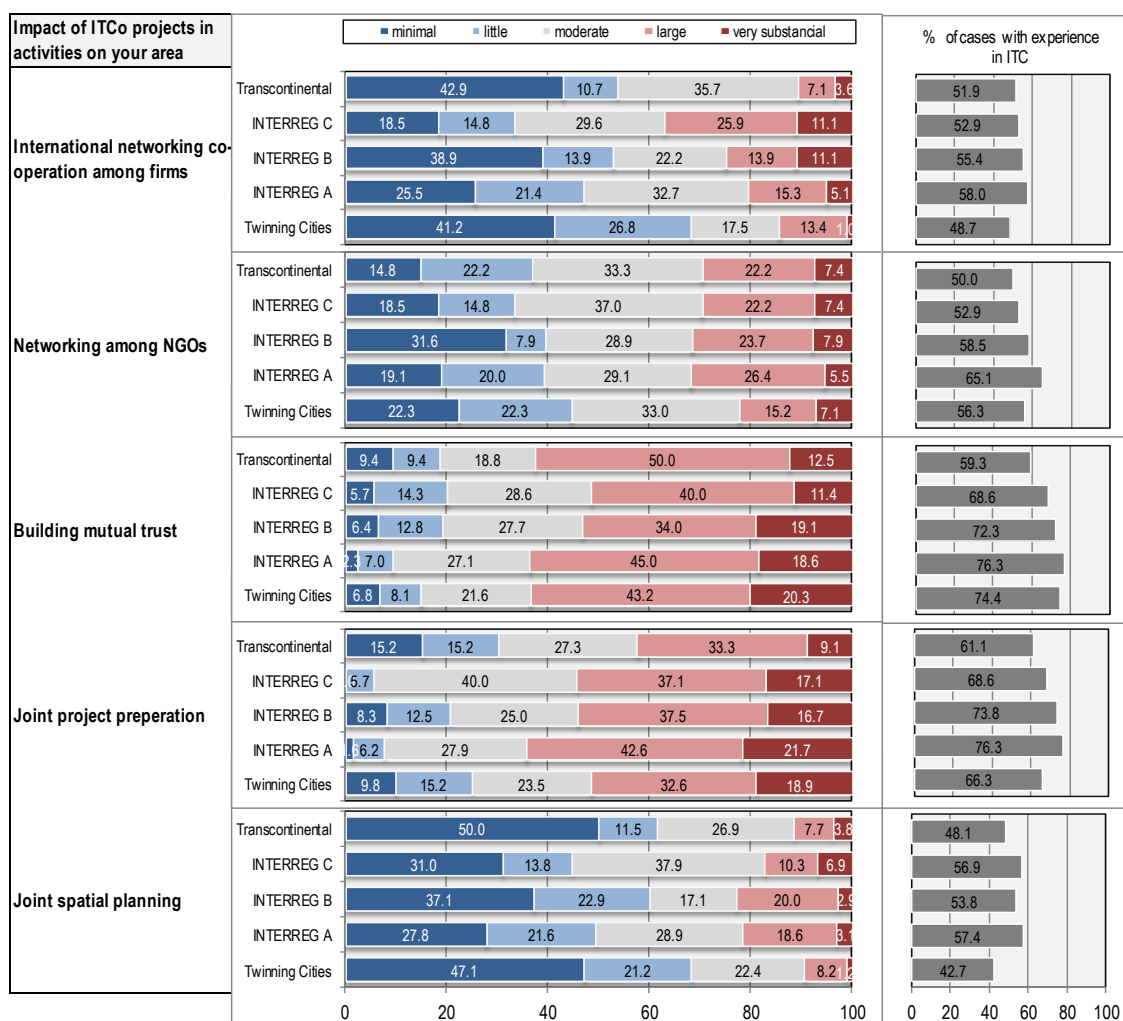 Impact of ITCo projects in
activities on your area
minimal little moderate large very substancial
% of cases with experience
in ITC
International networking co-
operation among firms
Transcontinental 42.9 10.7 35.7 7.1 3.6 51.9
INTERREG C 18.5 14.8 29.6 25.9 11.1 52.9
INTERREG B 38.9 13.9 22.2 13.9 11.1 55.4
INTERREG A 25.5 21.4 32.7 15.3 5.1 58.0
Twinning Cities 41.2 26.8 17.5 13.4 1.0 48.7
Networking among NGOs
Transcontinental 14.8 22.2 33.3 22.2 7.4 50.0
INTERREG C 18.5 14.8 37.0 22.2 7.4 52.9
INTERREG B 31.6 7.9 28.9 23.7 7.9 58.5
INTERREG A 19.1 20.0 29.1 26.4 5.5 65.1
Twinning Cities 22.3 22.3 33.0 15.2 7.1 56.3
Building mutual trust
Transcontinental 9.4 9.4 18.8 50.0 12.5 59.3
INTERREG C 5.7 14.3 28.6 40.0 11.4 68.6
INTERREG B 6.4 12.8 27.7 34.0 19.1 72.3
INTERREG A 2.3 7.0 27.1 45.0 18.6 76.3
Twinning Cities 6.8 8.1 21.6 43.2 20.3 74.4
Joint project preperation
Transcontinental 15.2 15.2 27.3 33.3 9.1 61.1
INTERREG C 5.7 40.0 37.1 17.1 68.6
INTERREG B 8.3 12.5 25.0 37.5 16.7 73.8
INTERREG A 6.2 27.9 42.6 21.7 76.3
Twinning Cities 9.8 15.2 23.5 32.6 18.9 66.3
Joint spatial planning
Transcontinental 50.0 11.5 26.9 7.7 3.8 48.1
INTERREG C 31.0 13.8 37.9 10.3 6.9 56.9
INTERREG B 37.1 22.9 17.1 20.0 2.9 53.8
INTERREG A 27.8 21.6 28.9 18.6 3.1 57.4
Twinning Cities 47.1 21.2 22.4 8.2 1.2 42.7
0 20 40 60 80 100 0 20 40 60 80 100